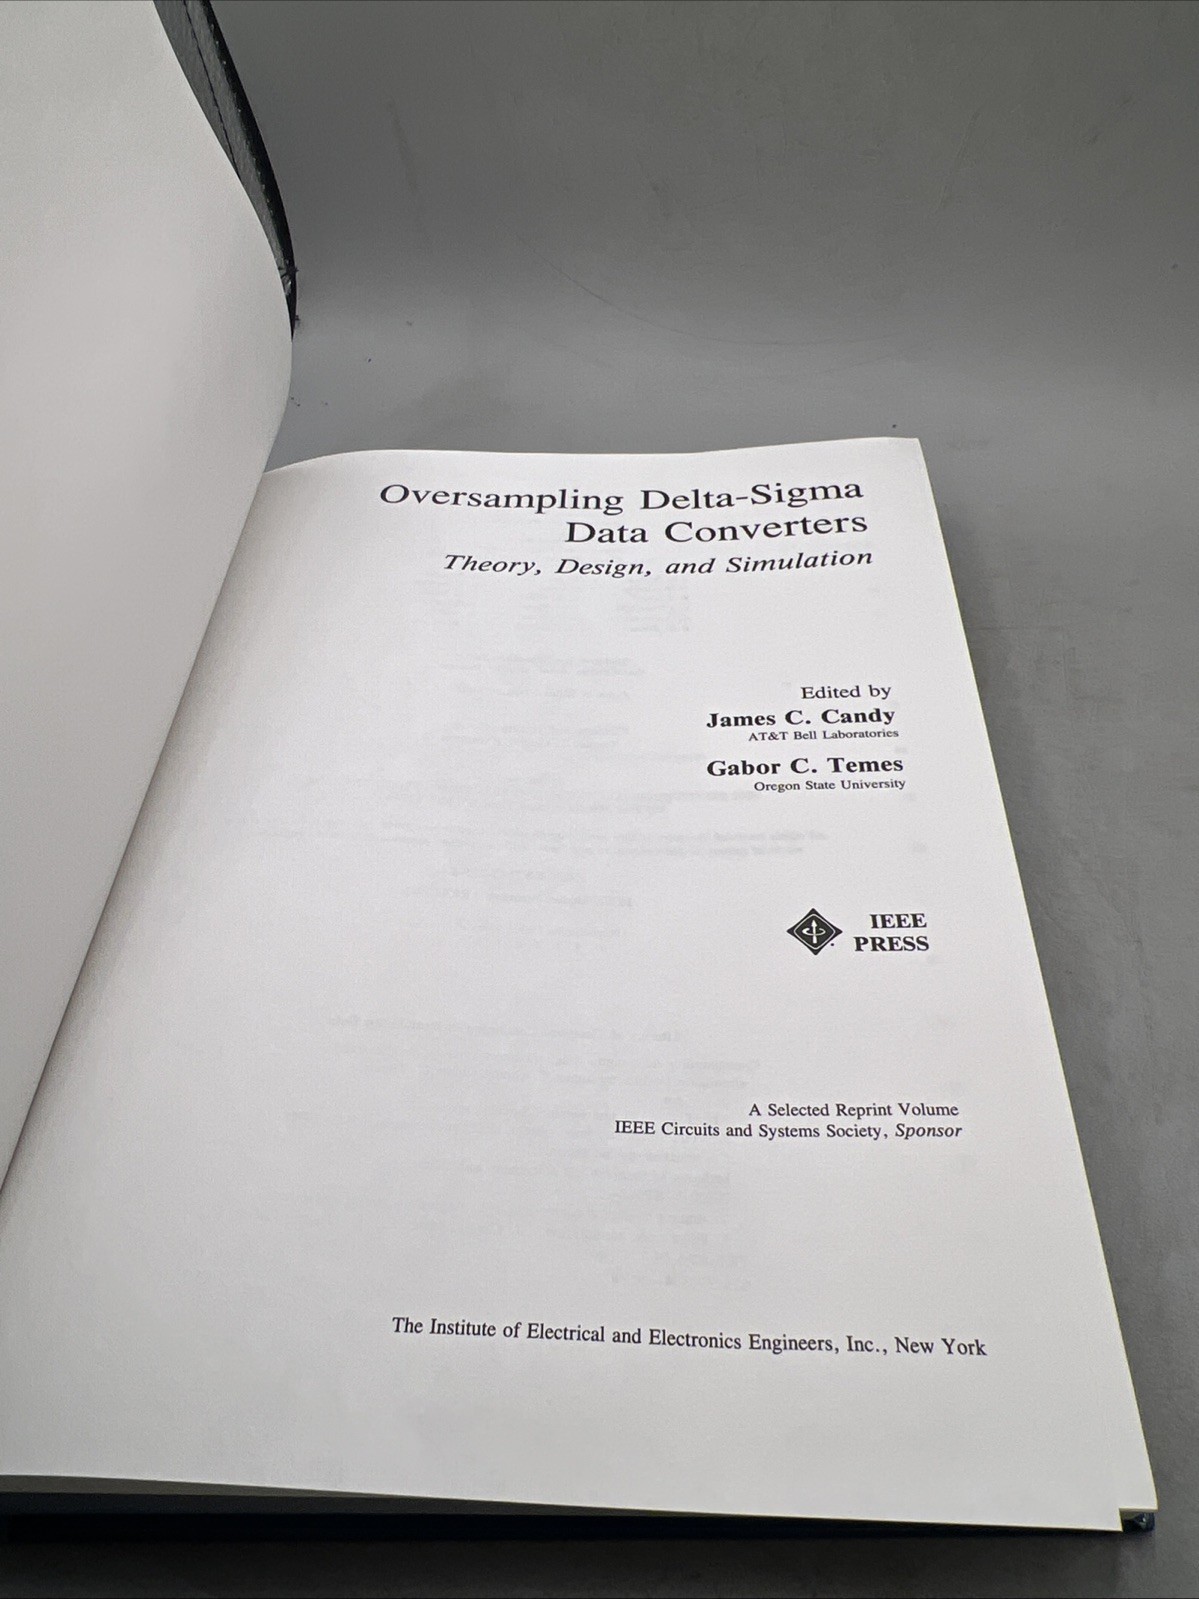 Oversampling Delta-Sigma
Data Converters
Theory, Design, and Simulation
Edited by
James C. Candy
AT&T Bell Laboratories
Gabor C. Temes
Oregon State University
IEEE
PRESS
A Selected Reprint Volume
IEEE Circuits and Systems Society, Sponsor
The Institute of Electrical and Electronics Engineers, Inc., New York